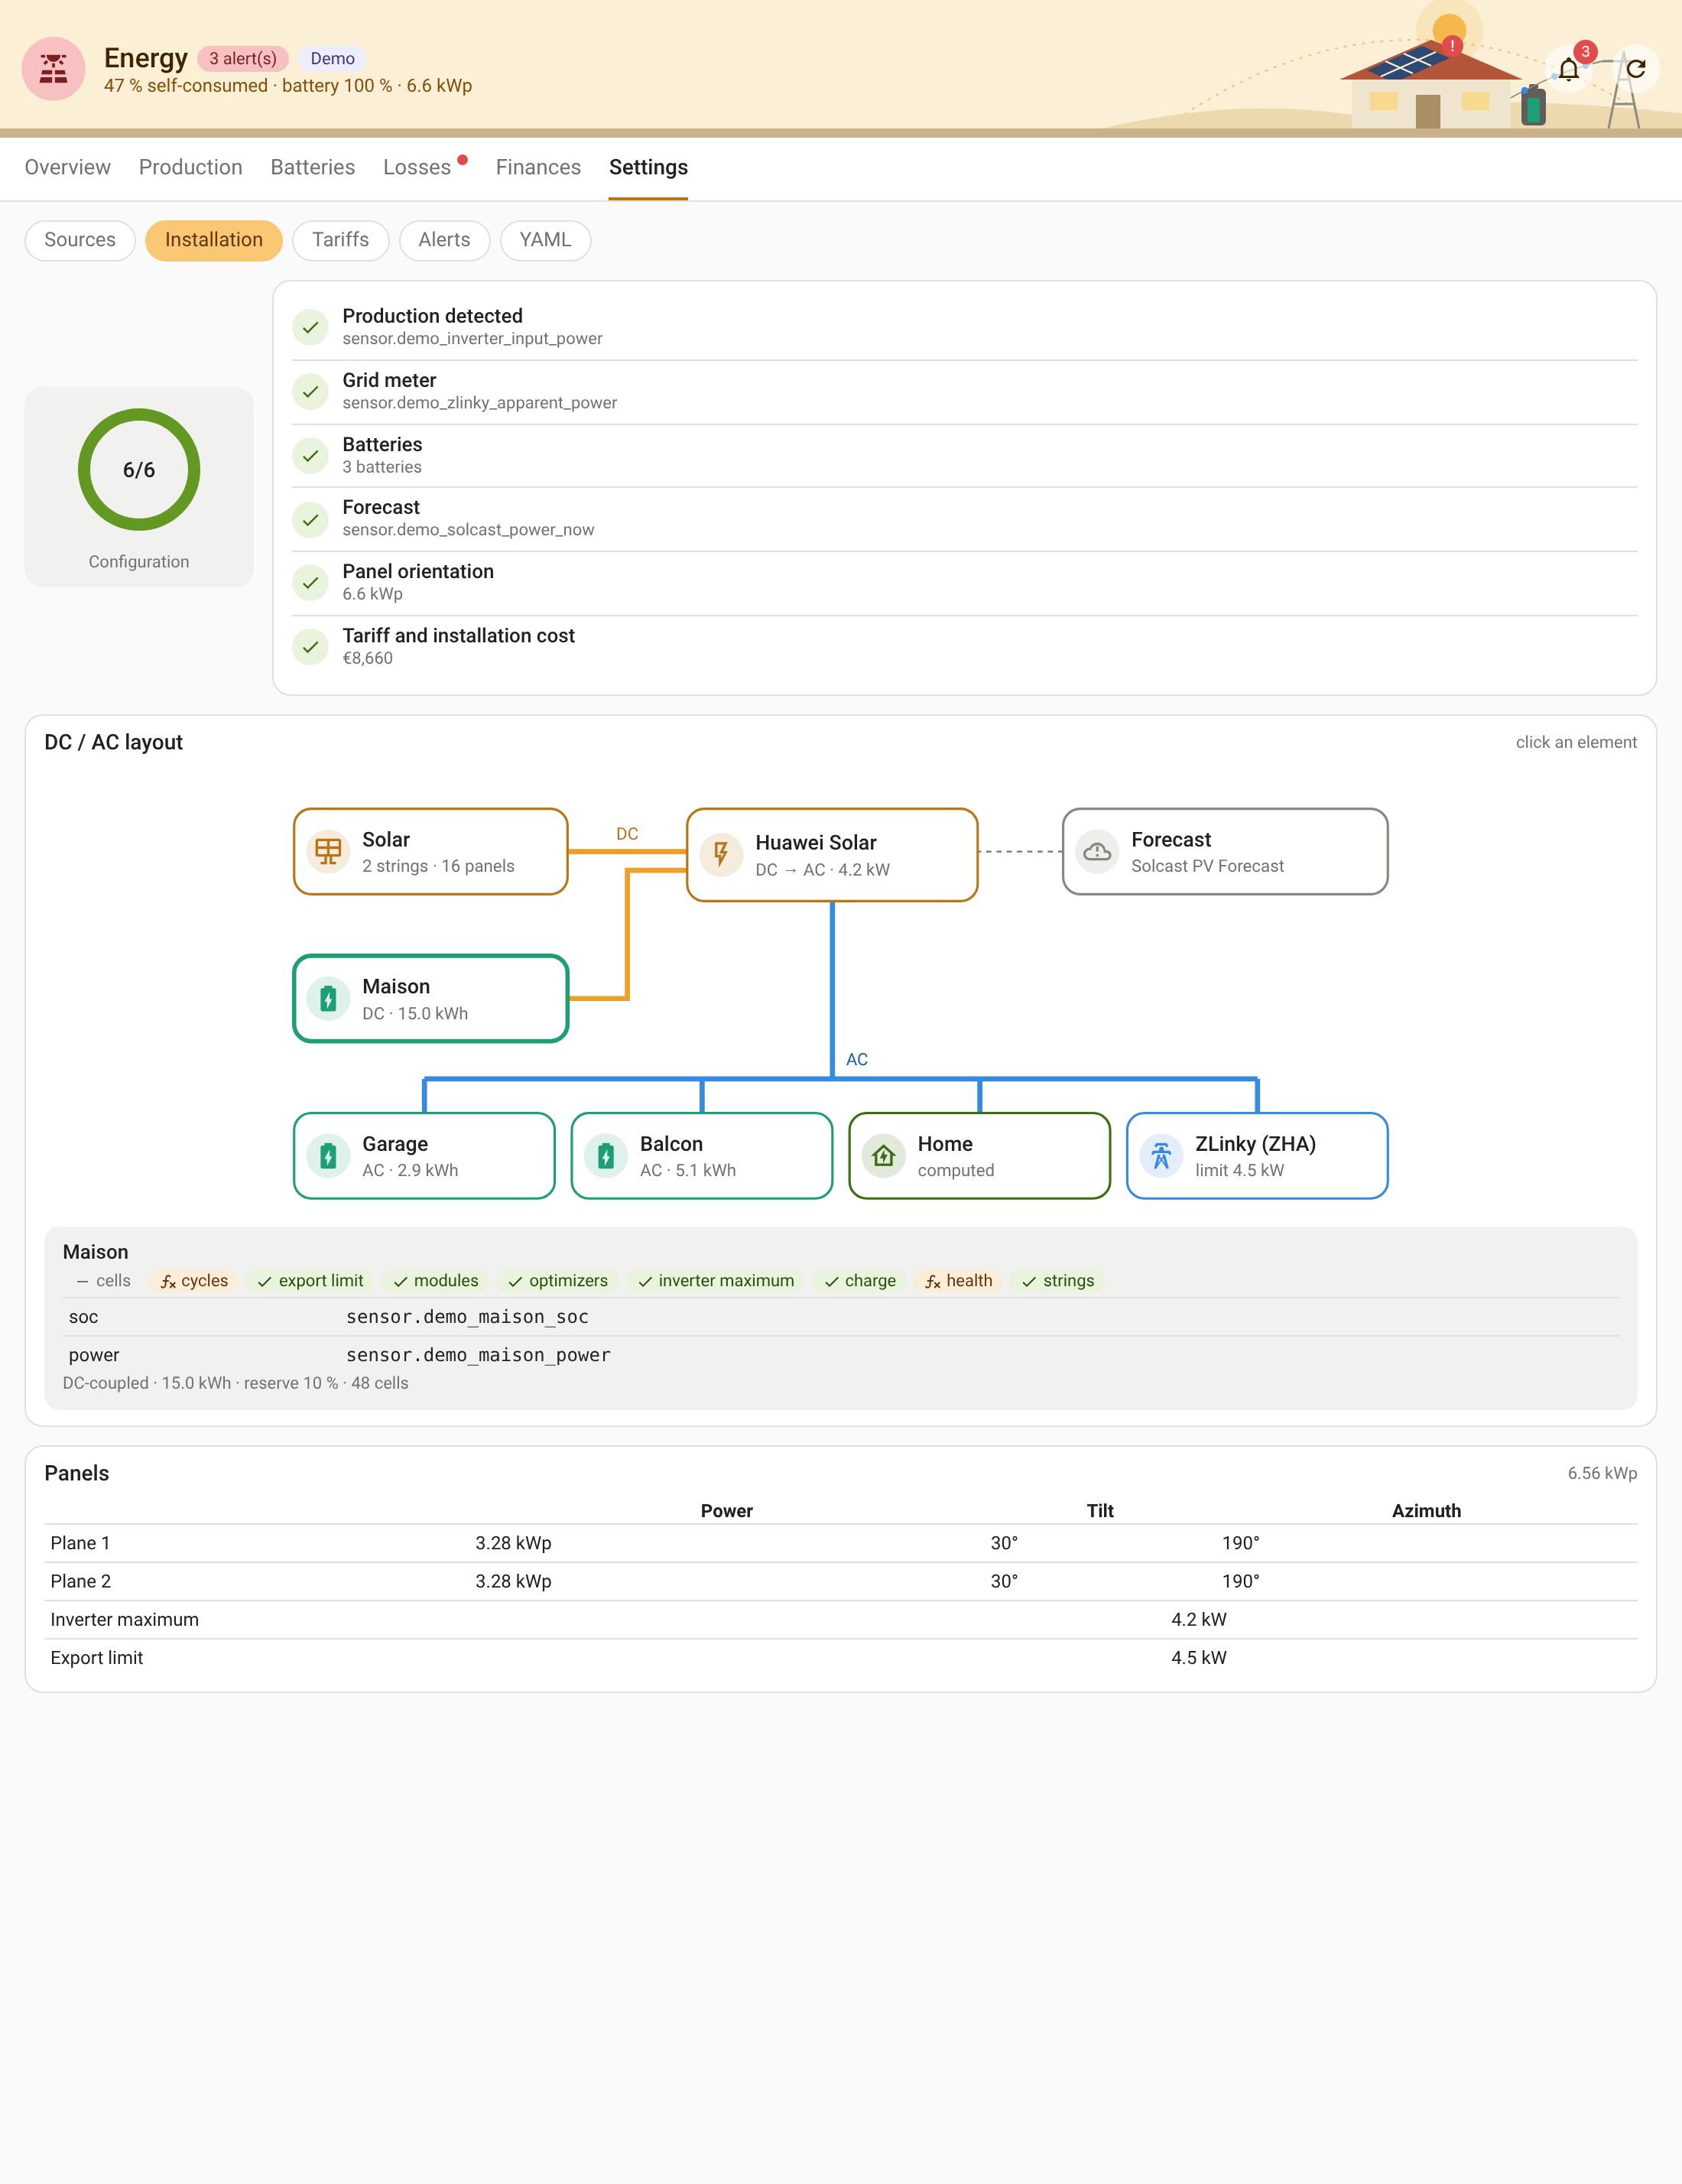 Energy 3 alert(s) Demo
47 % self-consumed · battery 100 % · 6.6 kWp
!
3
Overview Production Batteries Losses Finances Settings
Sources Installation Tariffs Alerts YAML
6/6
Configuration
Production detected
sensor.demo_inverter_input_power
Grid meter
sensor.demo_zlinky_apparent_power
Batteries
3 batteries
Forecast
sensor.demo_solcast_power_now
Panel orientation
6.6 kWp
Tariff and installation cost
€8,660
DC / AC layout click an element
Solar
2 strings · 16 panels
DC
Huawei Solar
DC → AC · 4.2 kW
Forecast
Solcast PV Forecast
Maison
DC · 15.0 kWh
AC
Garage
AC · 2.9 kWh
Balcon
AC · 5.1 kWh
Home
computed
ZLinky (ZHA)
limit 4.5 kW
Maison
– cells fx cycles ✓ export limit ✓ modules ✓ optimizers ✓ inverter maximum ✓ charge fx health ✓ strings
soc sensor.demo_maison_soc
power sensor.demo_maison_power
DC-coupled · 15.0 kWh · reserve 10 % · 48 cells
Panels 6.56 kWp
Power Tilt Azimuth
Plane 1 3.28 kWp 30° 190°
Plane 2 3.28 kWp 30° 190°
Inverter maximum 4.2 kW
Export limit 4.5 kW